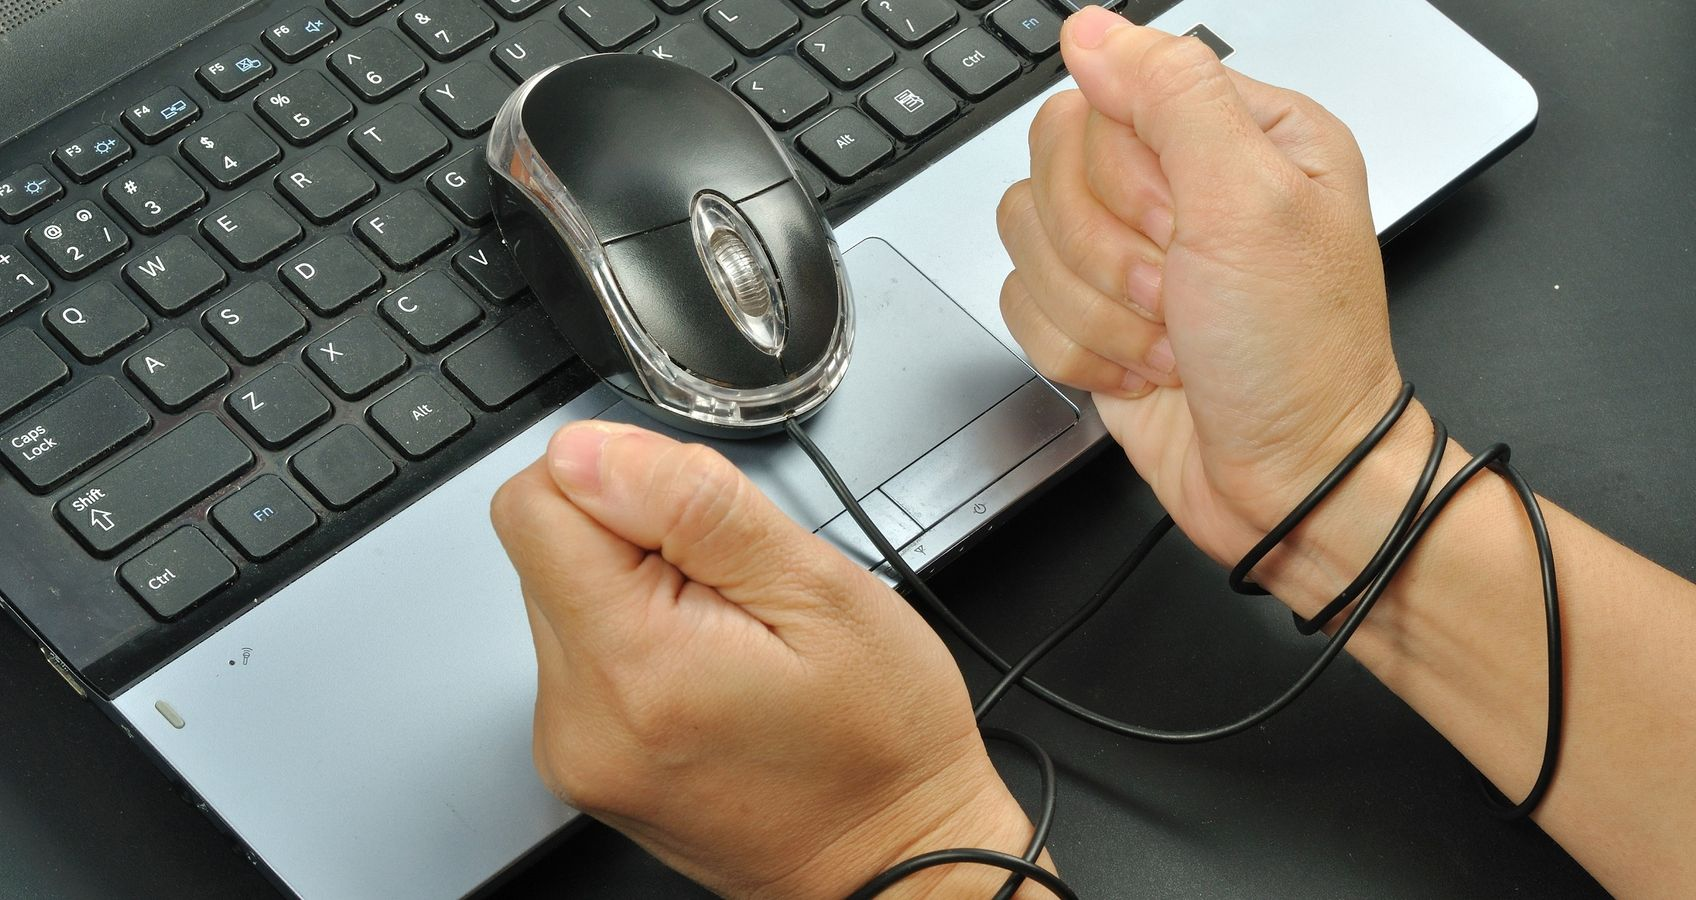 F6
F5
F4
F3
F2
& 7
^ 6
% 5
$ 4
# 3
@ 2 /
+ 1
I
U
Y
T
R
E
W
Q
L
K
G
F
D
S
A
Caps
Lock
V
C
X
Z
Shift
> .
< ,
? /
Fn
Ctrl
Alt
Alt
Fn
Ctrl